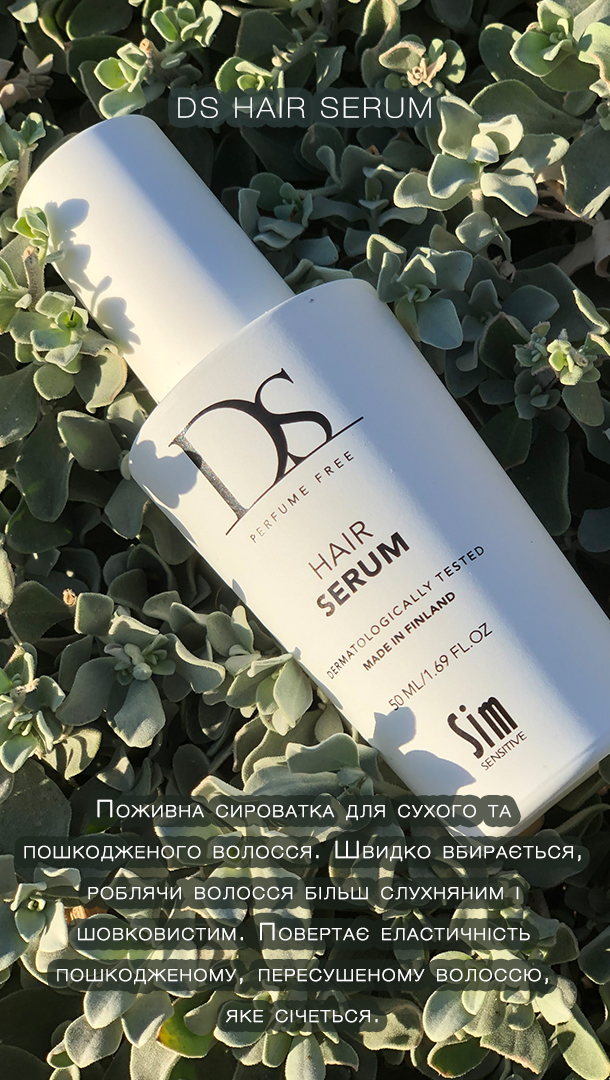 DS HAIR SERUM
DS
PERFUME FREE
HAIR
SERUM
DERMATOLOGICALLY TESTED
MADE IN FINLAND
50 ML/1.69 FL.OZ
Sim
SENSITIVE
Поживна сироватка для сухого та
пошкодженого волосся. Швидко вбирається,
роблячи волосся більш слухняним і
шовковистим. Повертає еластичність
пошкодженому, пересушеному волоссю,
яке січеться.